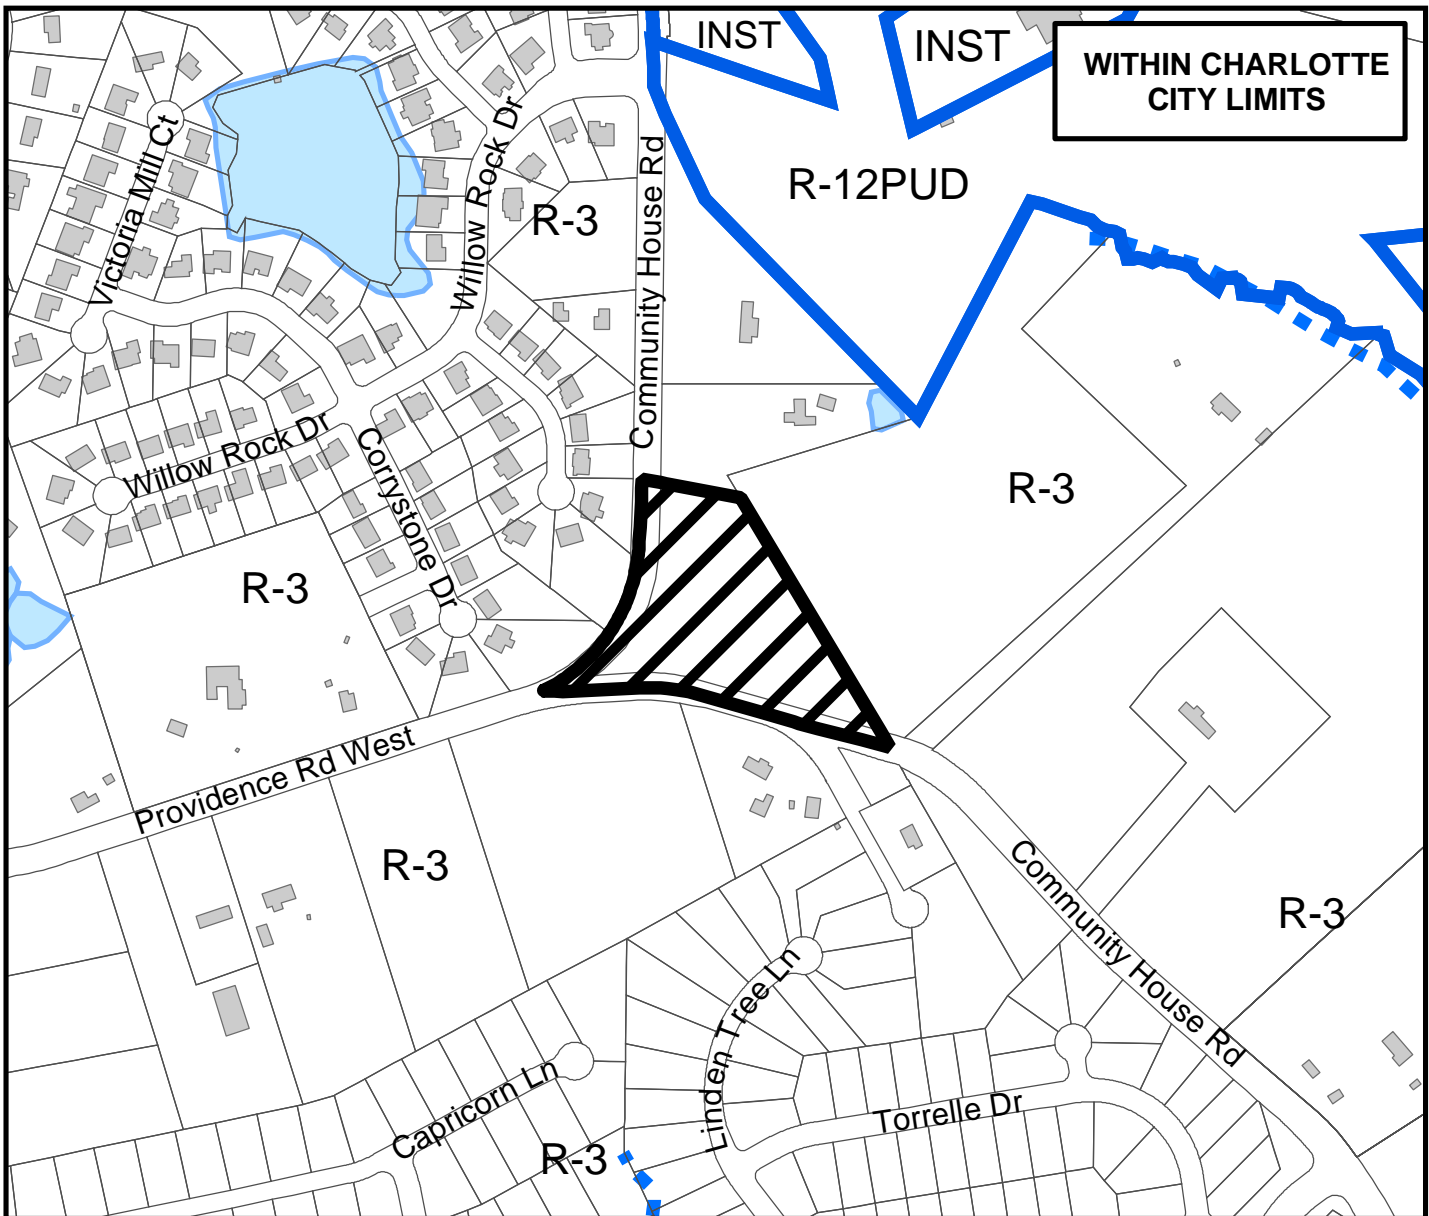 INST
INST
WITHIN CHARLOTTE
CITY LIMITS
Victoria Mill Ct
Willow Rock Dr
Community House Rd
R-12PUD
R-3
Willow Rock Dr
Corrystone Dr
R-3
R-3
Providence Rd West
R-3
Community House Rd
R-3
Linden Tree Ln
Capricorn Ln
Torrelle Dr
R-3